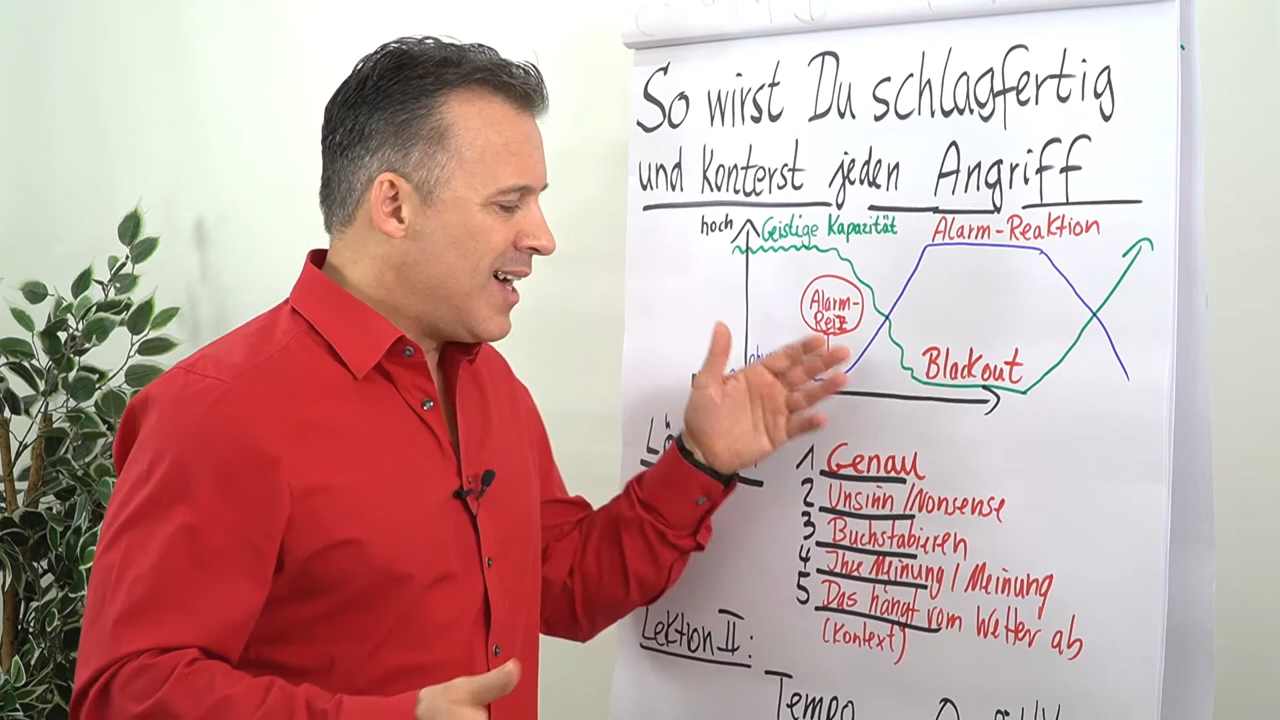 So wirst Du schlagfertig
und Konterst jeden Angriff
hoch Geistige Kapazität Alarm-Reaktion
Alarm-
Reiz
Blackout
1 Genau
2 Unsinn/Nonsense
3 Buchstabieren
4 Ihre Meinung/Meinung
5 Das hängt vom Wetter ab
(Kontext)
Lektion II:
Tempo